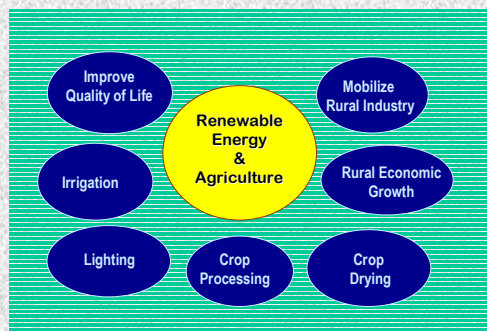 Improve
Quality of Life
Mobilize
Rural Industry
Renewable
Energy
&
Agriculture
Irrigation
Rural Economic
Growth
Lighting
Crop
Processing
Crop
Drying